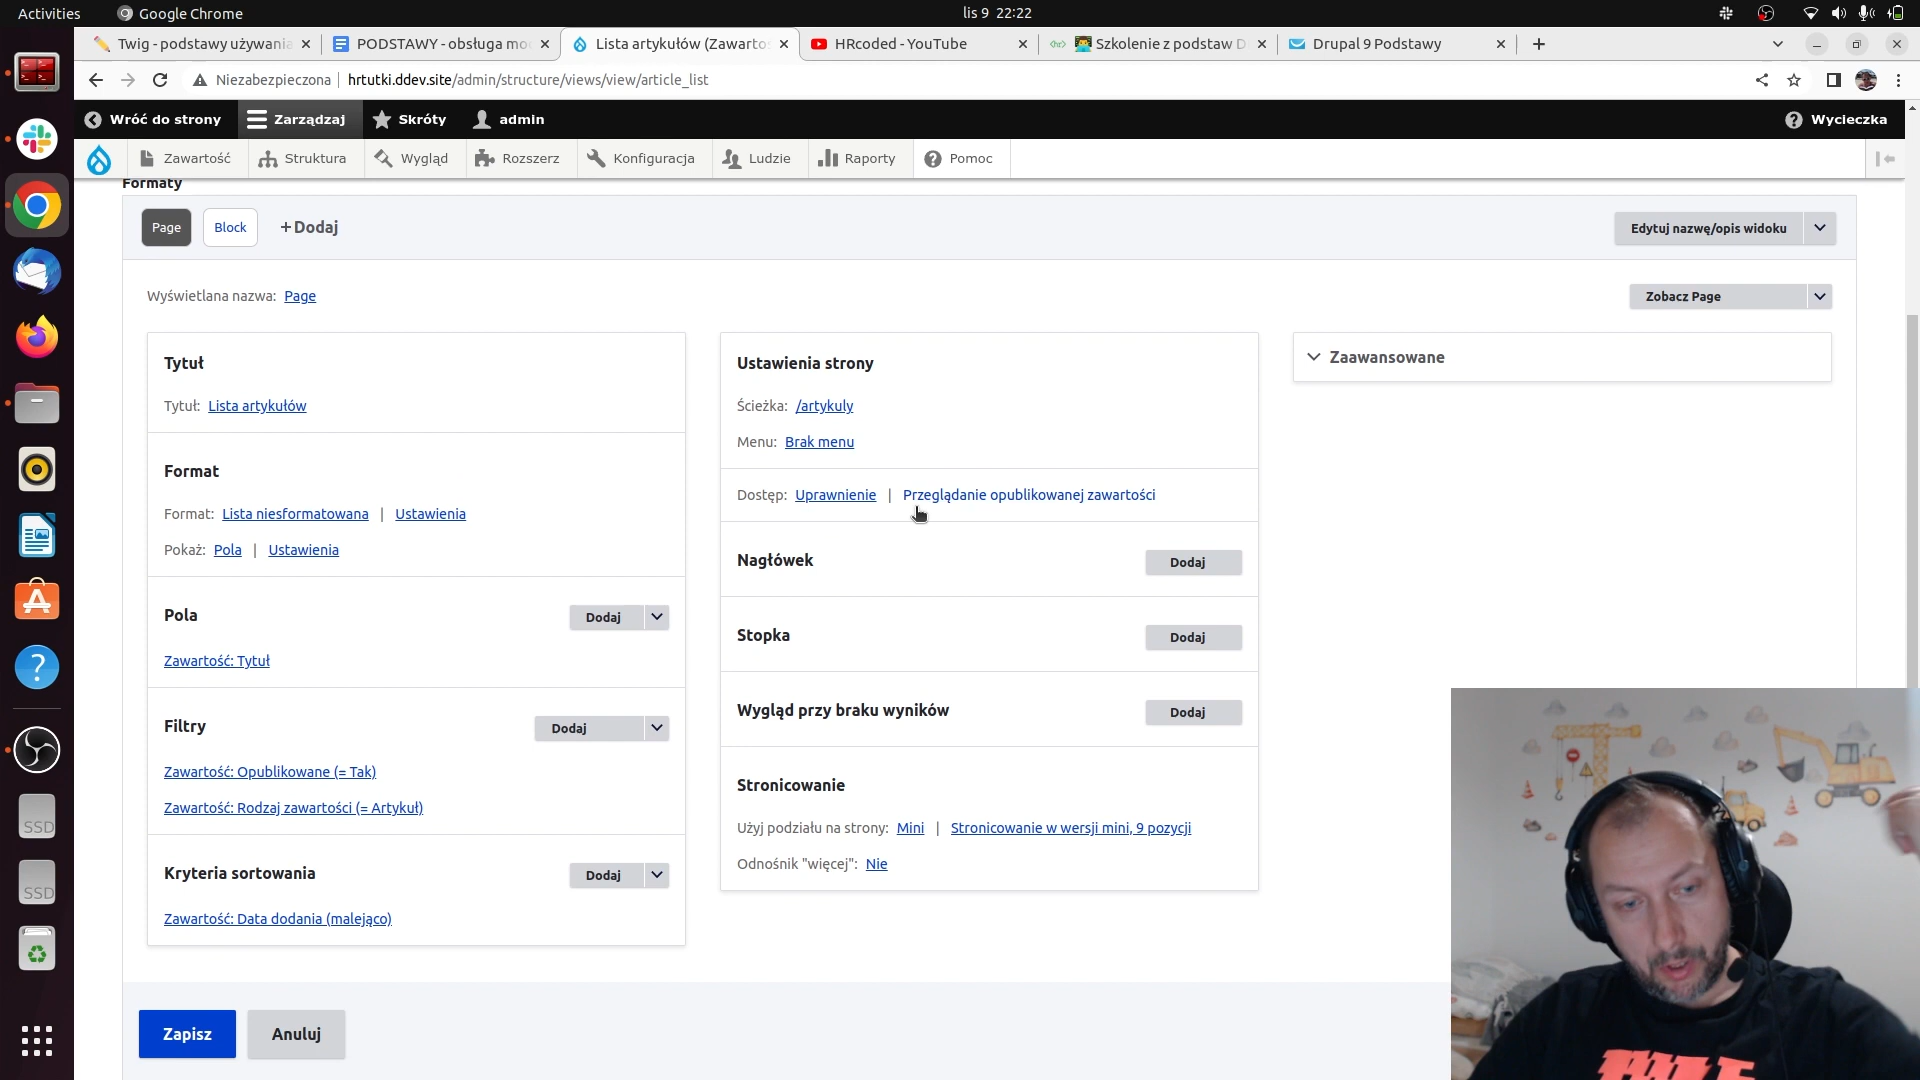 Activities
Google Chrome
lis 9 22:22
Twig - podstawy używania
PODSTAWY - obsługa mo
Lista artykułów (Zawarto
HRcoded - YouTube
Szkolenie z podstaw D
Drupal 9 Podstawy
Niezabezpieczona
hrtutki.ddev.site/admin/structure/views/view/article_list
Wróć do strony
Zarządzaj
Skróty
admin
Wycieczka
Zawartość
Struktura
Wygląd
Rozszerz
Konfiguracja
Ludzie
Raporty
Pomoc
Formaty
Page
Block
+ Dodaj
Edytuj nazwę/opis widoku
Wyświetlana nazwa: Page
Zobacz Page
Tytuł
Tytuł: Lista artykułów
Format
Format: Lista niesformatowana | Ustawienia
Pokaż: Pola | Ustawienia
Pola
Dodaj
Zawartość: Tytuł
Filtry
Dodaj
Zawartość: Opublikowane (= Tak)
Zawartość: Rodzaj zawartości (= Artykuł)
Kryteria sortowania
Dodaj
Zawartość: Data dodania (malejąco)
Ustawienia strony
Ścieżka: /artykuly
Menu: Brak menu
Dostęp: Uprawnienie | Przeglądanie opublikowanej zawartości
Nagłówek
Dodaj
Stopka
Dodaj
Wygląd przy braku wyników
Dodaj
Stronicowanie
Użyj podziału na strony: Mini | Stronicowanie w wersji mini, 9 pozycji
Odnośnik "więcej": Nie
Zaawansowane
Zapisz
Anuluj
SSD
SSD